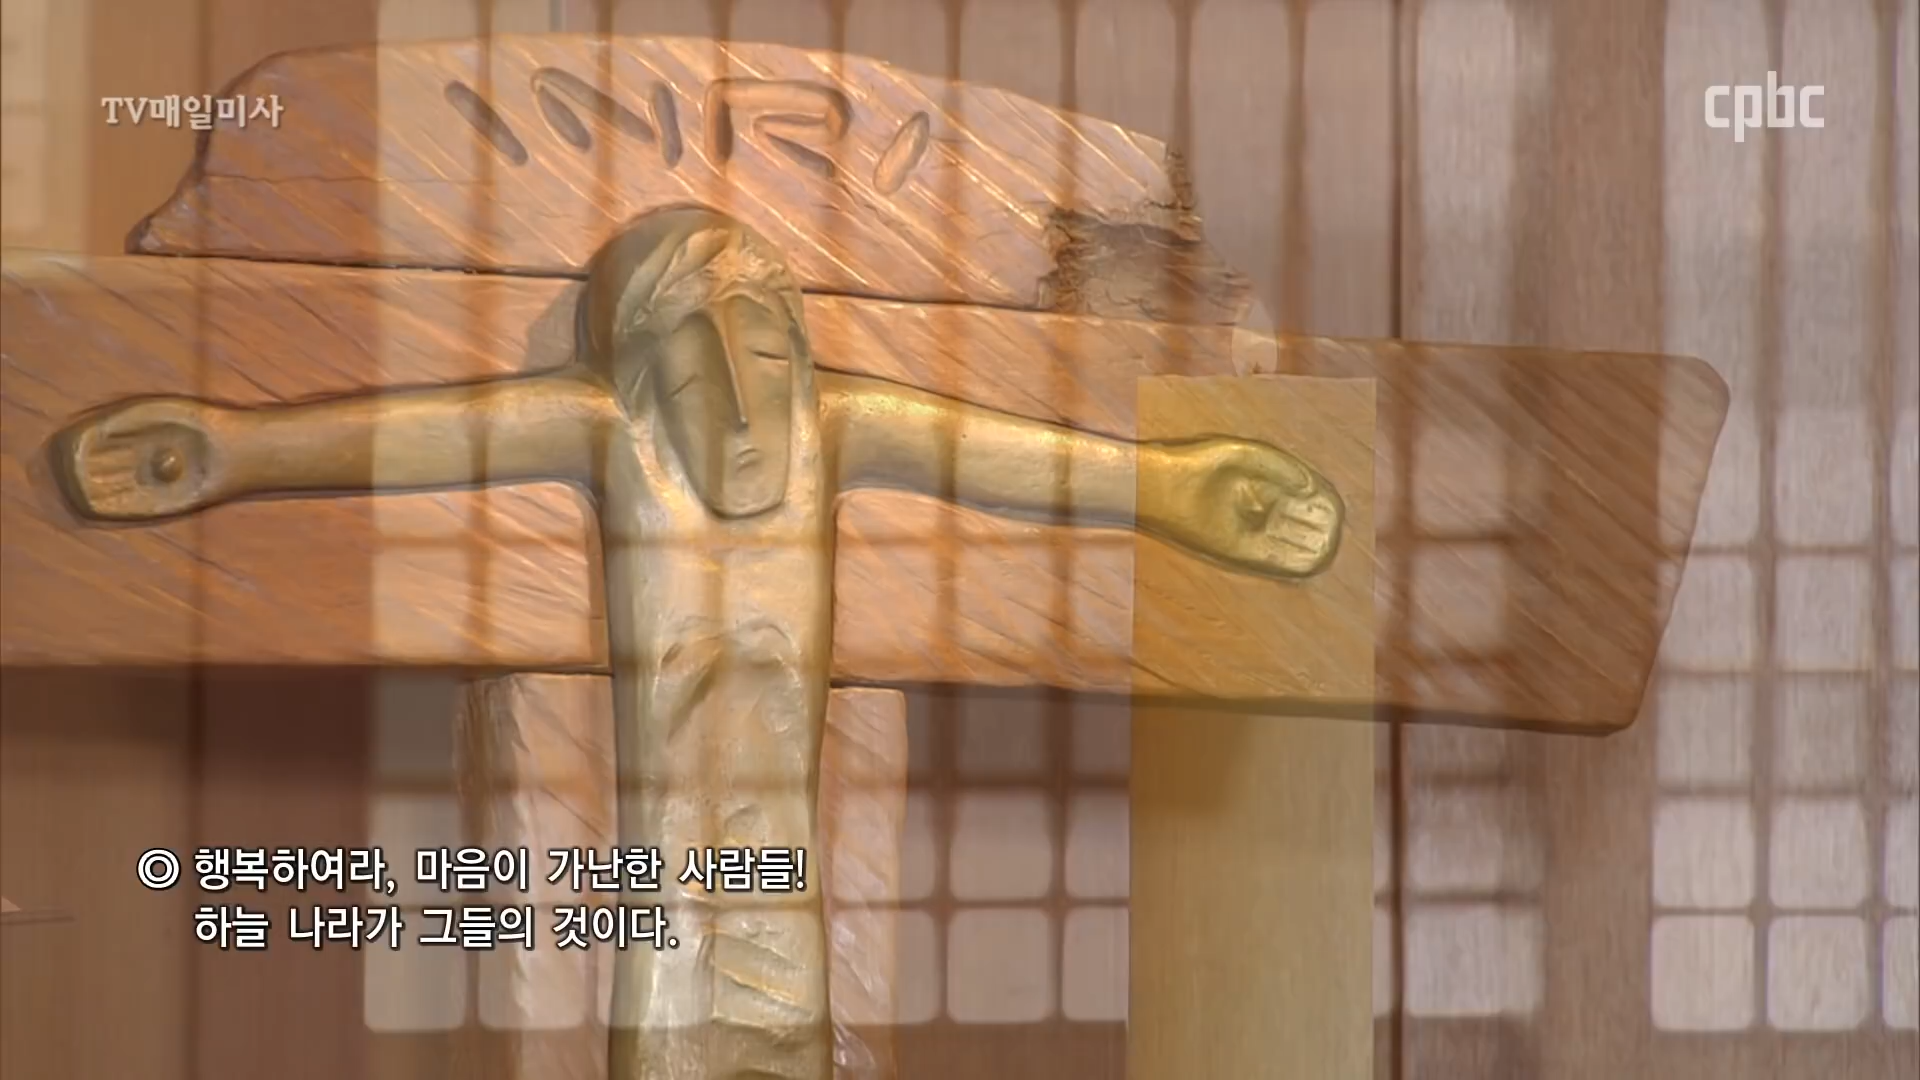 TV매일미사
cpbc
INRI
◎ 행복하여라, 마음이 가난한 사람들!
하늘 나라가 그들의 것이다.